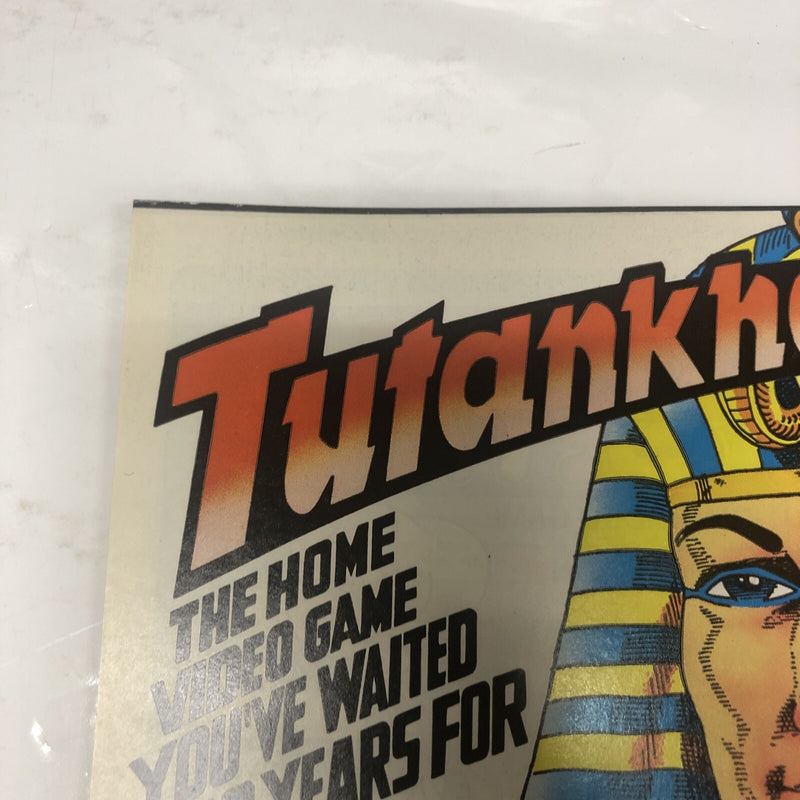 Tutankh
THE HOME
VIDEO GAME
YOU'VE WAITED
YEARS FOR